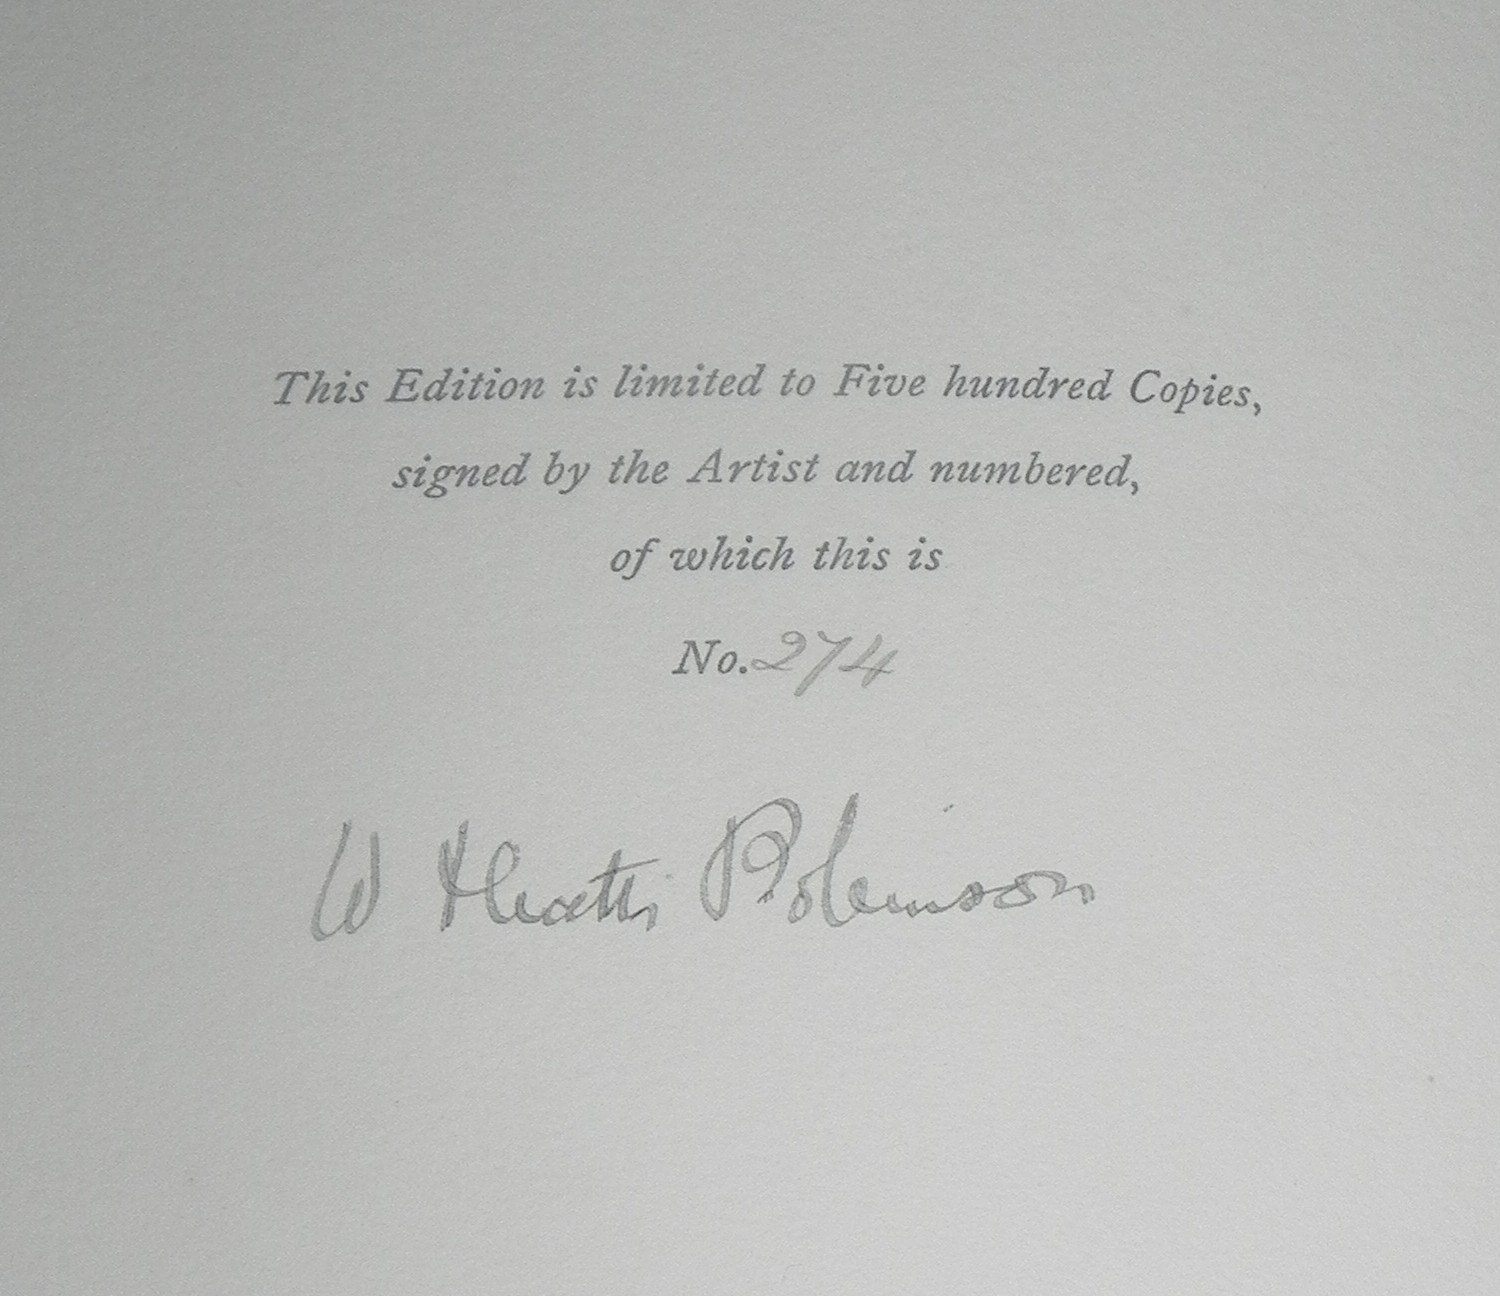 This Edition is limited to Five hundred Copies,
signed by the Artist and numbered,
of which this is
No. 274
W Heath Robinson